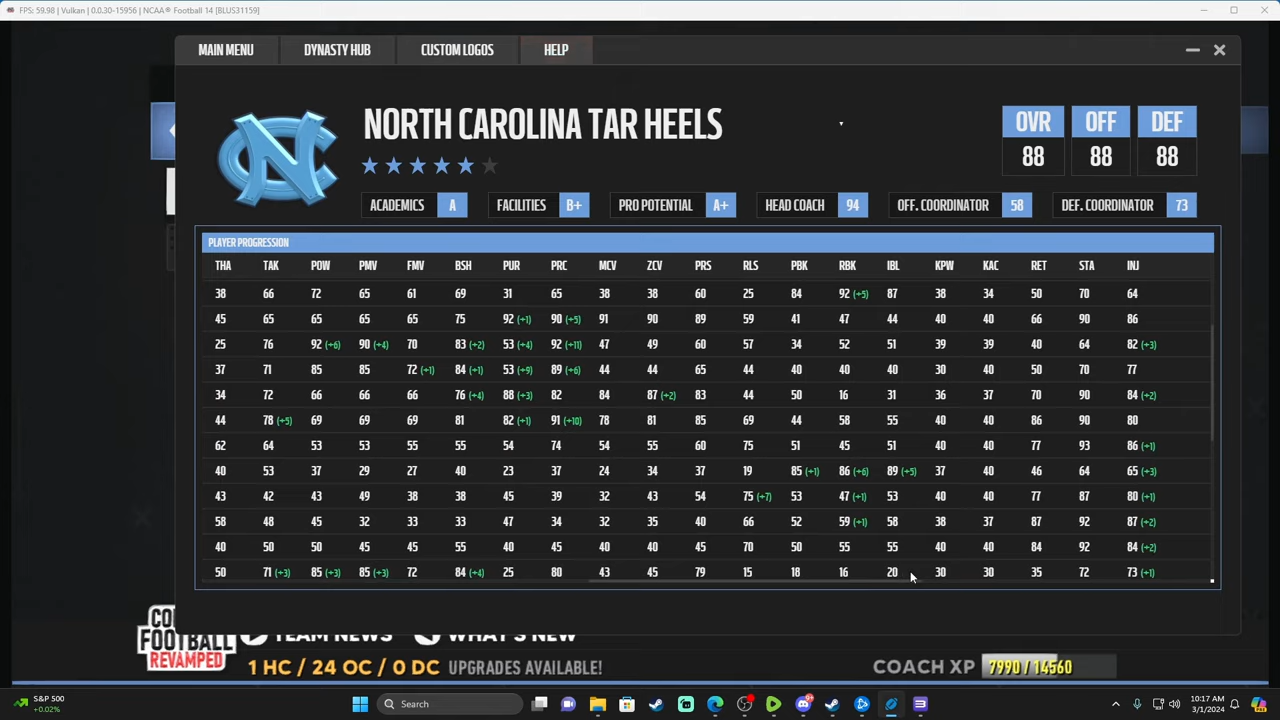 FPS: 59.98 | Vulkan | 0.0.30-15956 | NCAA® Football 14 [BLUS31159]
MAIN MENU DYNASTY HUB CUSTOM LOGOS HELP
NORTH CAROLINA TAR HEELS
OVR OFF DEF
88 88 88
ACADEMICS A FACILITIES B+ PRO POTENTIAL A+ HEAD COACH 94 OFF. COORDINATOR 58 DEF. COORDINATOR 73
PLAYER PROGRESSION
THA TAK POW PMV FMV BSH PUR PRC MCV ZCV PRS RLS PBK RBK IBL KPW KAC RET STA INJ
38 66 72 65 61 69 31 65 38 38 60 25 84 92 (+5) 87 38 34 50 70 64
45 65 65 65 65 75 92 (+1) 90 (+5) 91 90 89 59 41 47 44 40 40 66 90 86
25 76 92 (+6) 90 (+4) 70 83 (+2) 53 (+4) 92 (+11) 47 49 60 57 34 52 51 39 39 40 64 82 (+3)
37 71 85 85 72 (+1) 84 (+1) 53 (+9) 89 (+6) 44 44 65 44 40 40 40 30 40 50 70 77
34 72 66 66 66 76 (+4) 88 (+3) 82 84 87 (+2) 83 44 50 16 31 36 37 70 90 84 (+2)
44 78 (+5) 69 69 69 81 82 (+1) 91 (+10) 78 81 85 69 44 58 55 40 40 86 90 80
62 64 53 53 55 55 54 74 54 55 60 75 51 45 51 40 40 77 93 86 (+1)
40 53 37 29 27 40 23 37 24 34 37 19 85 (+1) 86 (+6) 89 (+5) 37 40 46 64 65 (+3)
43 42 43 49 38 38 45 39 32 43 54 75 (+7) 53 47 (+1) 53 40 40 77 87 80 (+1)
58 48 45 32 33 33 47 34 32 35 40 66 52 59 (+1) 58 38 37 87 92 87 (+2)
40 50 50 45 45 55 40 55 40 40 45 70 50 55 55 40 40 84 92 84 (+2)
50 71 (+3) 85 (+3) 85 (+3) 72 84 (+4) 25 80 43 45 79 15 18 16 20 30 30 35 72 73 (+1)
FOOTBALL
REVAMPED
TEAM NEWS WHAT'S NEW
1 HC / 24 OC / 0 DC UPGRADES AVAILABLE!
COACH XP 7990 / 14560
S&P 500
+0.02%
Search
10:17 AM
3/1/2024